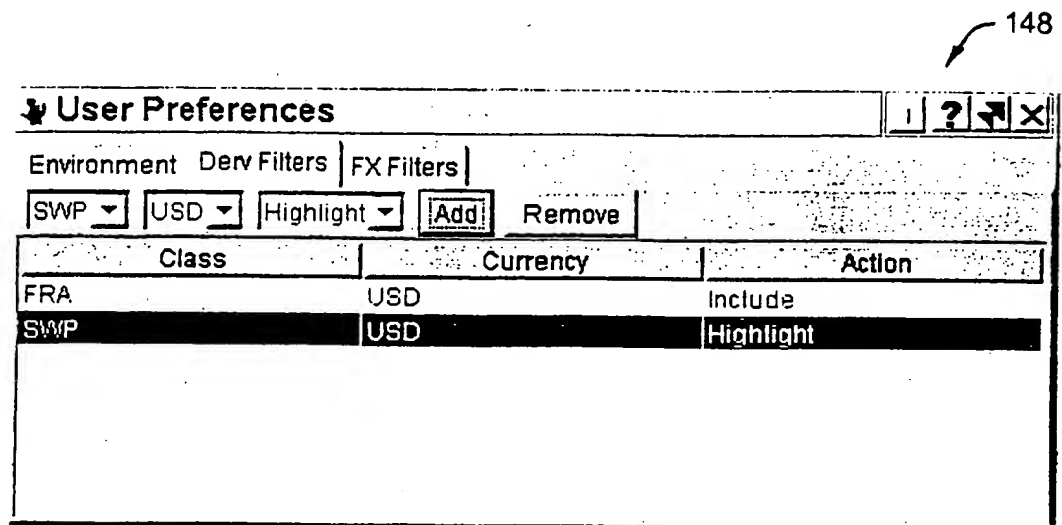 148
User Preferences ?
Environment Derv Filters FX Filters
SWP USD Highlight Add Remove
Class Currency Action
FRA USD Include
SWP USD Highlight